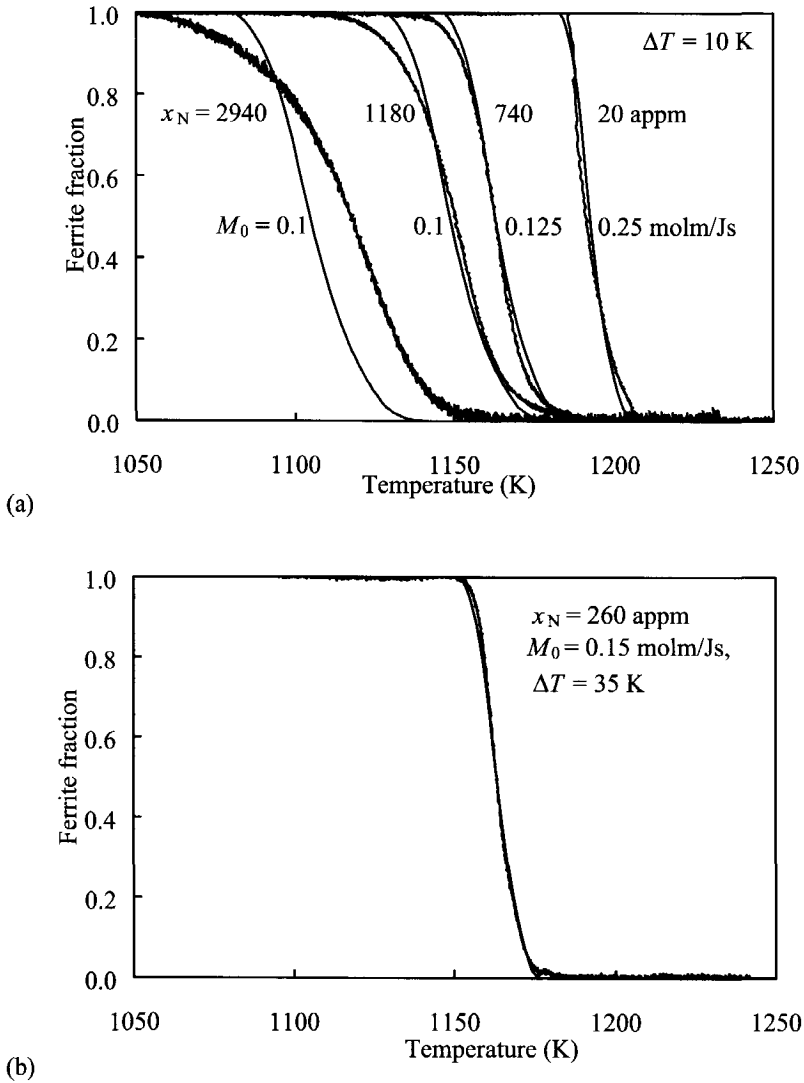 ΔT = 10 K
1.0
0.8
0.6
0.4
0.2
0.0
Ferrite fraction
x_N = 2940
1180
740
20 appm
M_0 = 0.1
0.1
0.125
0.25 molm/Js
1050
1100
1150
1200
1250
Temperature (K)
(a)
1.0
0.8
0.6
0.4
0.2
0.0
Ferrite fraction
x_N = 260 appm
M_0 = 0.15 molm/Js,
ΔT = 35 K
1050
1100
1150
1200
1250
Temperature (K)
(b)